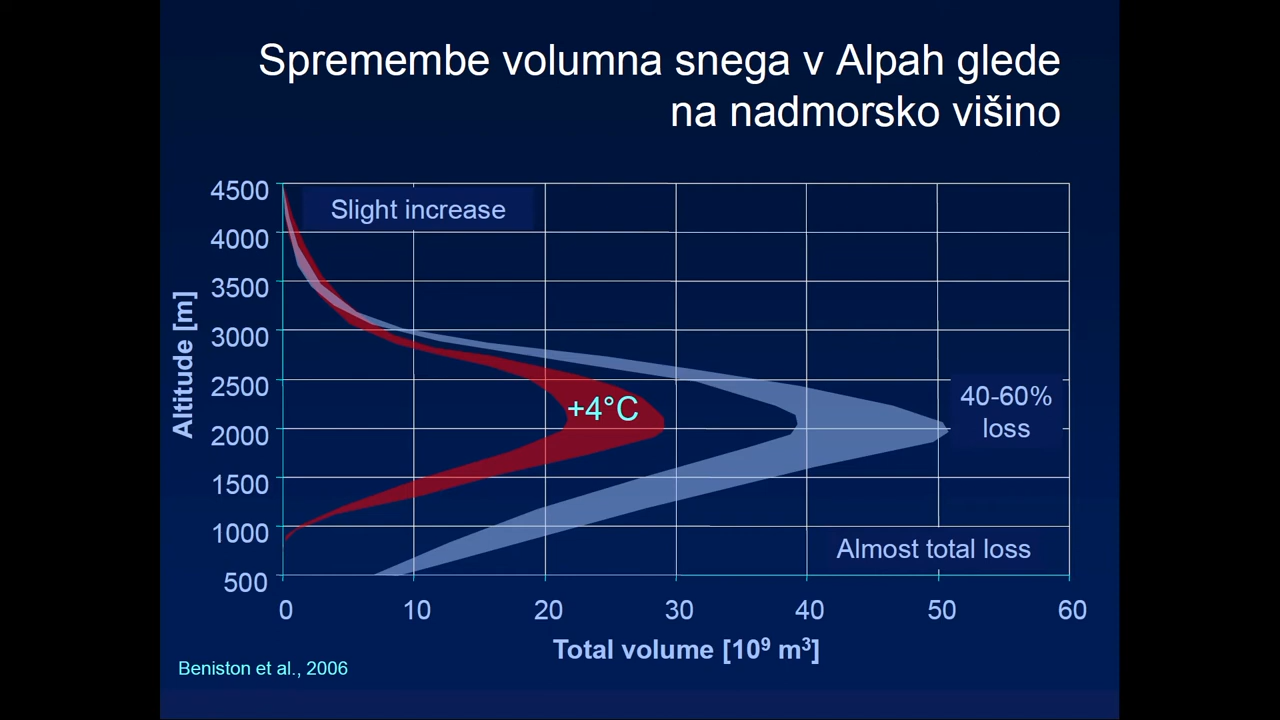 Spremembe volumna snega v Alpah glede
na nadmorsko višino
4500
Slight increase
4000
3500
3000
2500
2000
1500
1000
500
Altitude [m]
+4°C
40-60%
loss
Almost total loss
0 10 20 30 40 50 60
Total volume [10⁹ m³]
Beniston et al., 2006